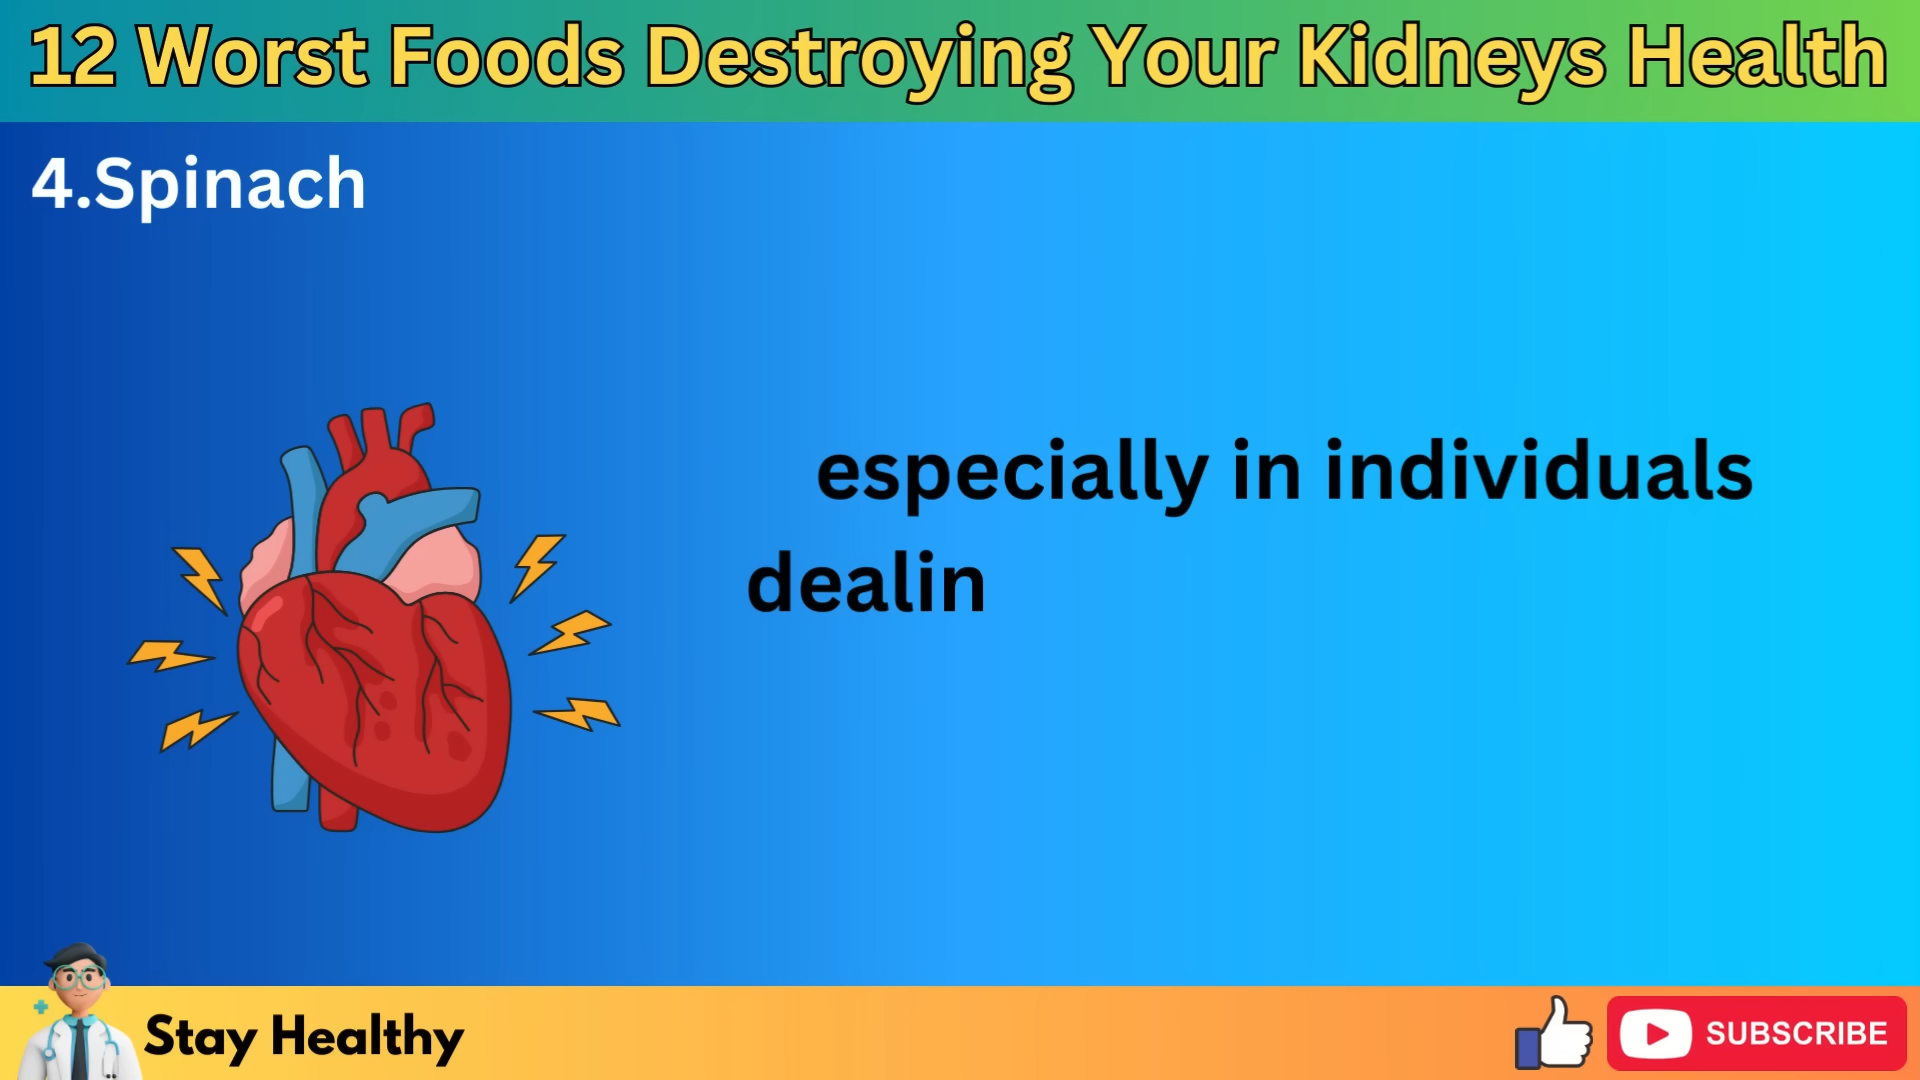 12 Worst Foods Destroying Your Kidneys Health
4.Spinach
especially in individuals
dealin
Stay Healthy
SUBSCRIBE